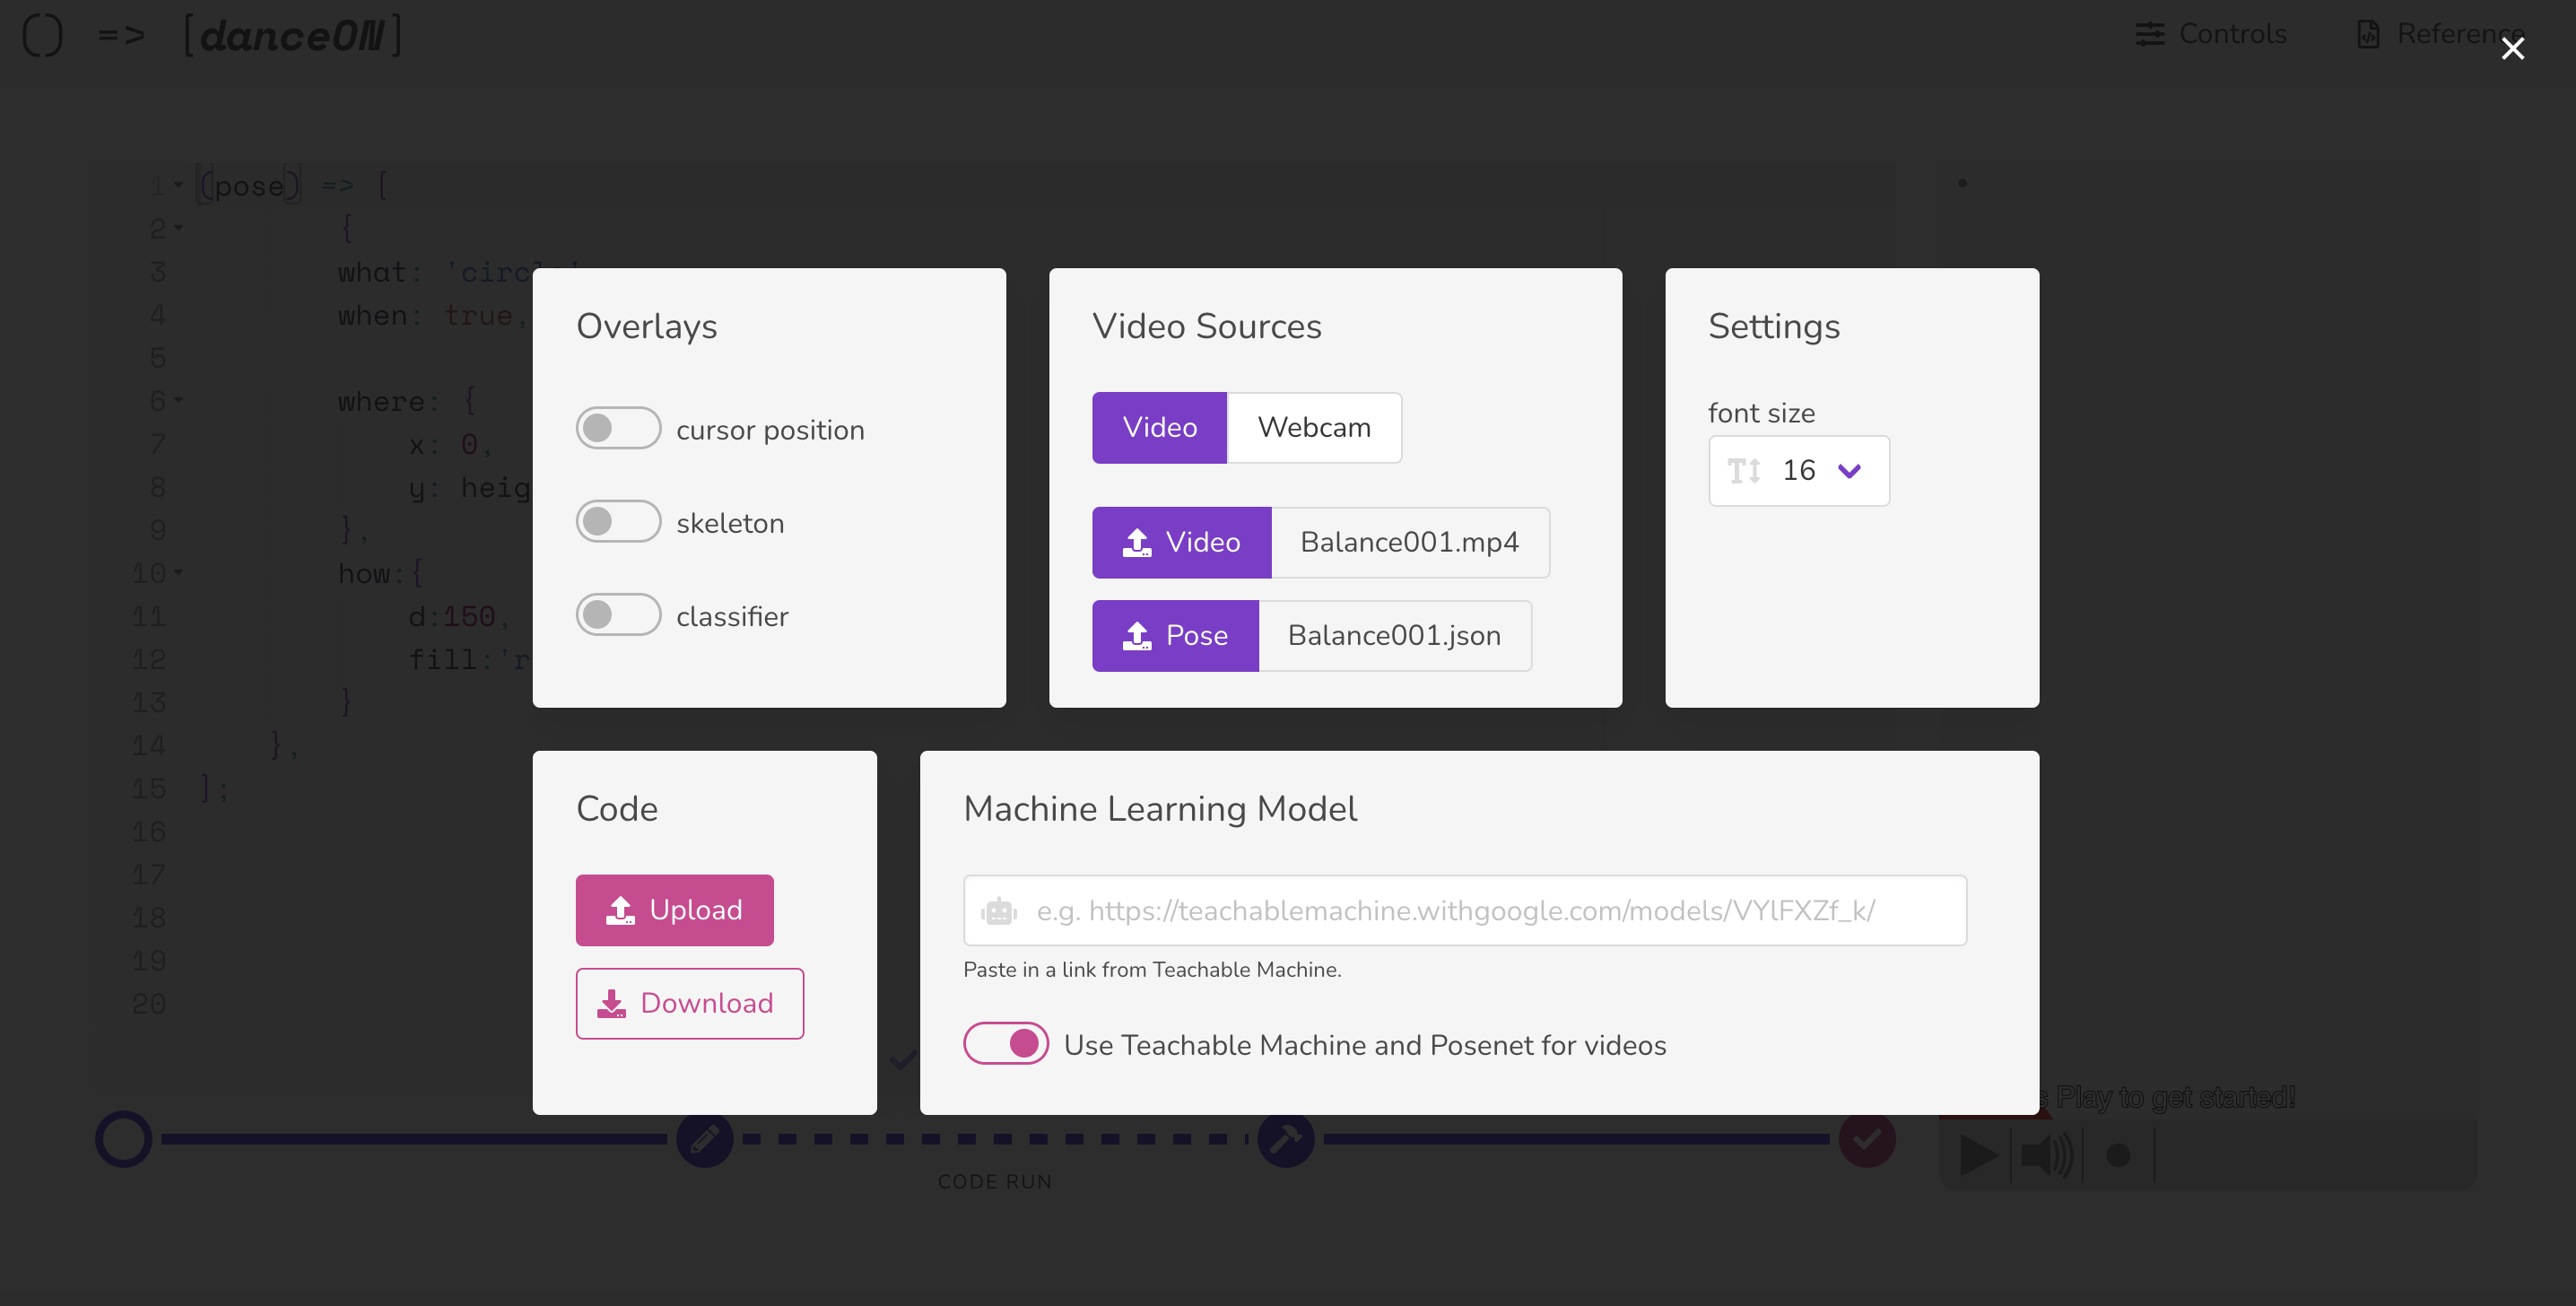 () => [danceON]
Controls
Reference
1 (pose) => [
2 {
3 what: 'circle'
4 when: true,
5
6 where: {
7 x: 0,
8 y: heig
9 },
10 how:{
11 d:150,
12 fill:'r
13 }
14 },
15 ];
16
17
18
19
20
Overlays
cursor position
skeleton
classifier
Video Sources
Video Webcam
Video Balance001.mp4
Pose Balance001.json
Settings
font size
16
Code
Upload
Download
Machine Learning Model
e.g. https://teachablemachine.withgoogle.com/models/VYlFXZf_k/
Paste in a link from Teachable Machine.
Use Teachable Machine and Posenet for videos
s Play to get started!
CODE RUN